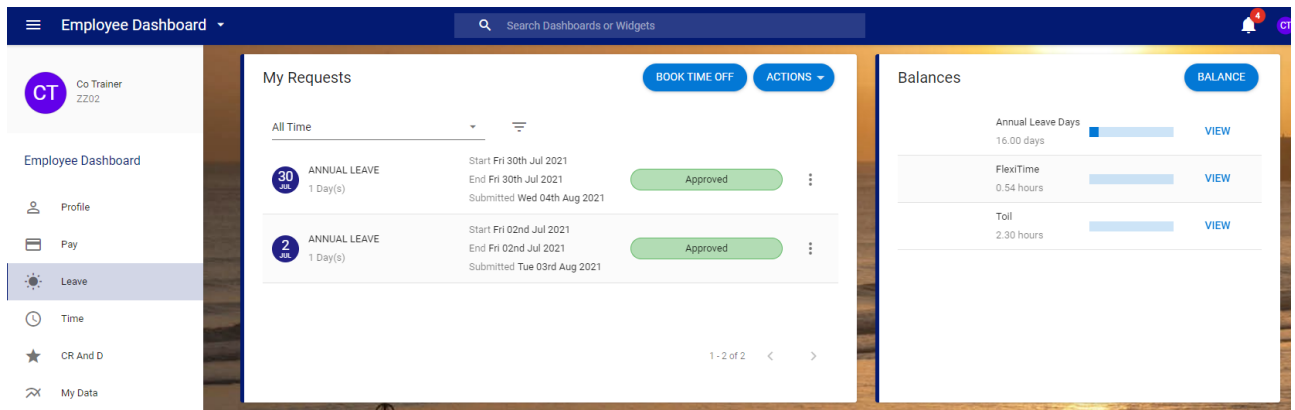 Employee Dashboard
Search Dashboards or Widgets
4
CT
CT
Co Trainer
ZZ02
Employee Dashboard
Profile
Pay
Leave
Time
CR And D
My Data
My Requests
BOOK TIME OFF
ACTIONS
All Time
30
JUL
ANNUAL LEAVE
1 Day(s)
Start Fri 30th Jul 2021
End Fri 30th Jul 2021
Submitted Wed 04th Aug 2021
Approved
2
JUL
ANNUAL LEAVE
1 Day(s)
Start Fri 02nd Jul 2021
End Fri 02nd Jul 2021
Submitted Tue 03rd Aug 2021
Approved
1 - 2 of 2
Balances
BALANCE
Annual Leave Days
16.00 days
VIEW
FlexiTime
0.54 hours
VIEW
Toil
2.30 hours
VIEW